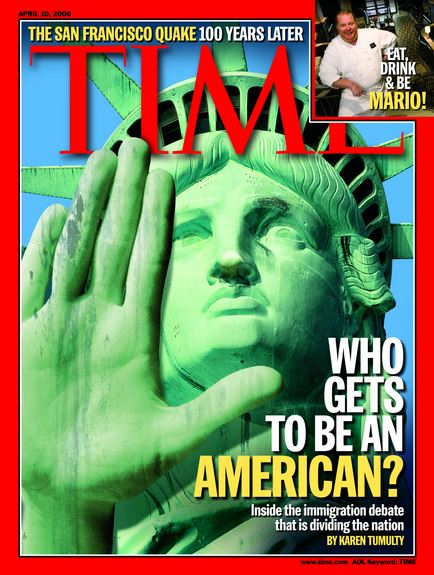 APRIL 10, 2006
THE SAN FRANCISCO QUAKE 100 YEARS LATER
TIME
EAT,
DRINK
& BE
MARIO!
WHO
GETS
TO BE AN
AMERICAN?
Inside the immigration debate
that is dividing the nation
BY KAREN TUMULTY
www.time.com AOL Keyword: TIME